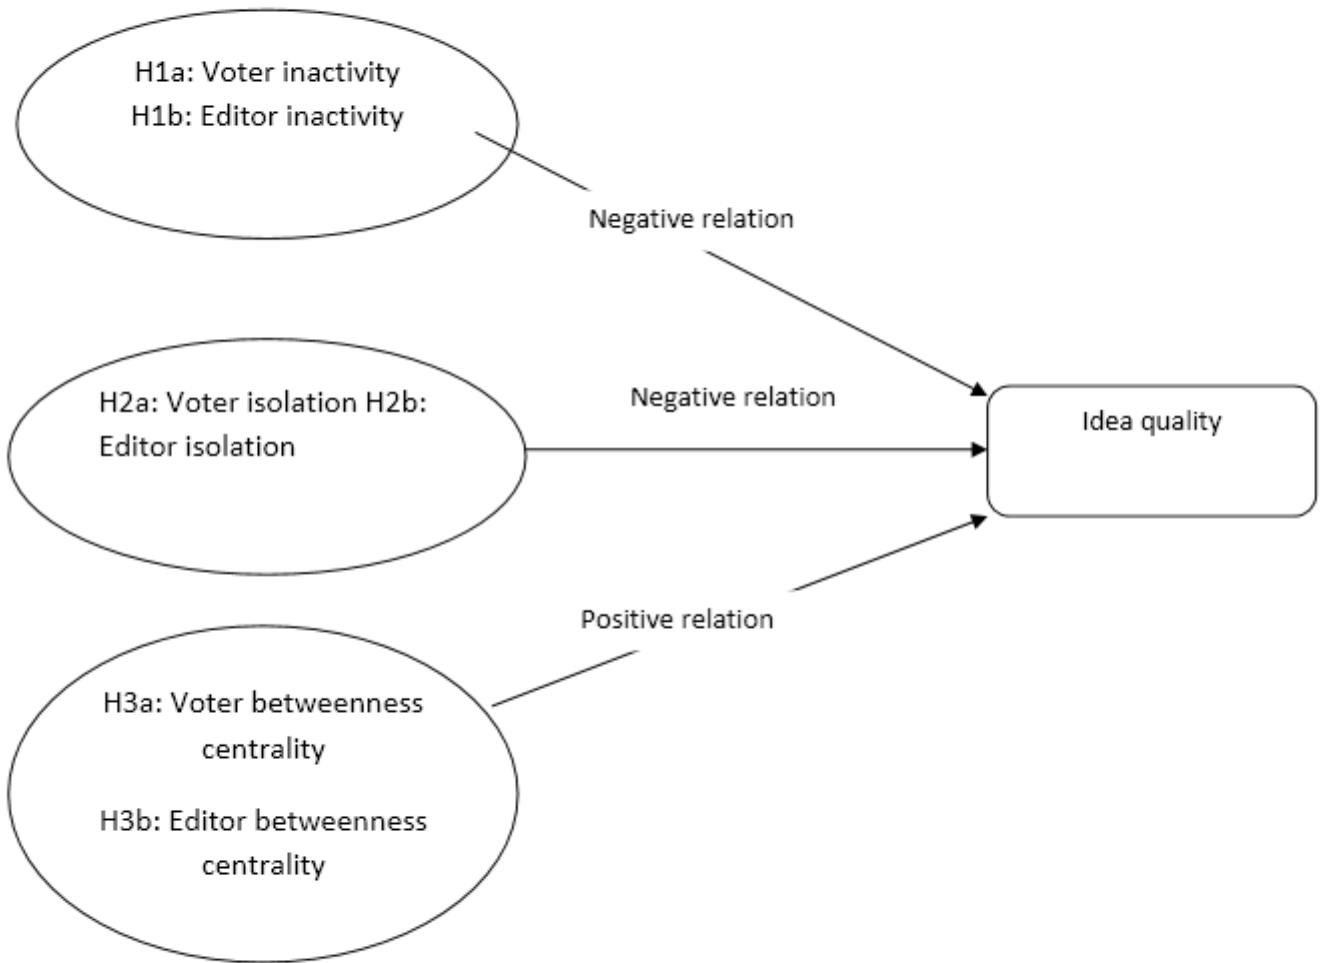 H1a: Voter inactivity
H1b: Editor inactivity
Negative relation
H2a: Voter isolation H2b:
Editor isolation
Negative relation
Idea quality
Positive relation
H3a: Voter betweenness
centrality
H3b: Editor betweenness
centrality